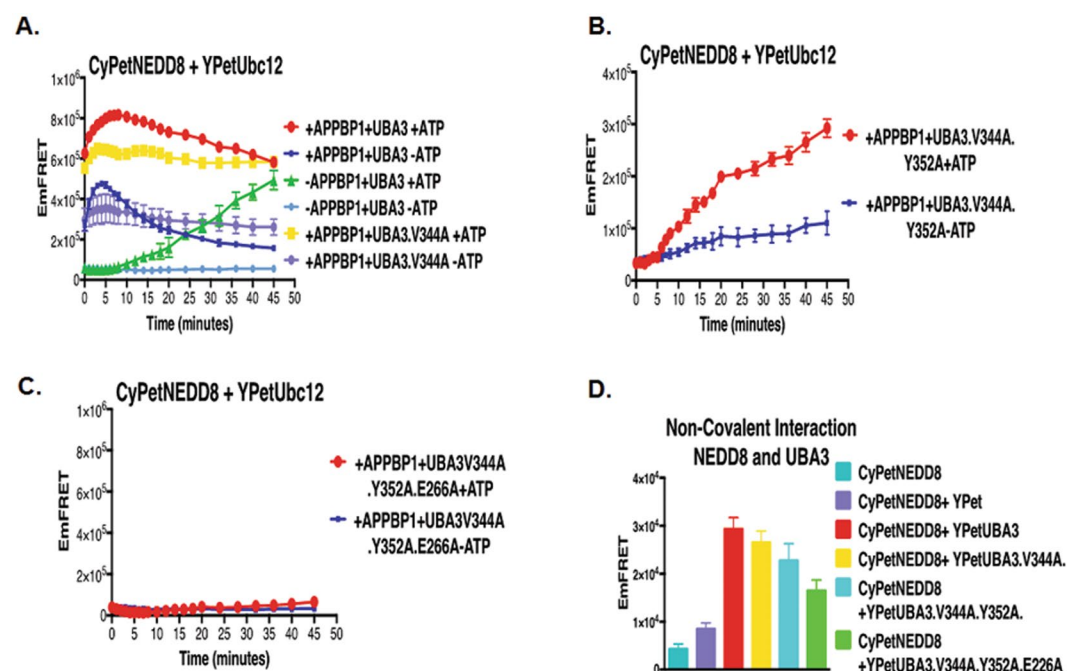 A.
CyPetNEDD8 + YPetUbc12
EmFRET
1x10⁶
8x10⁵
6x10⁵
4x10⁵
2x10⁵
0
0 5 10 15 20 25 30 35 40 45 50
Time (minutes)
+APPBP1+UBA3 +ATP
+APPBP1+UBA3 -ATP
-APPBP1+UBA3 +ATP
-APPBP1+UBA3 -ATP
+APPBP1+UBA3.V344A +ATP
+APPBP1+UBA3.V344A -ATP
B.
CyPetNEDD8 + YPetUbc12
EmFRET
4x10⁵
3x10⁵
2x10⁵
1x10⁵
0
0 5 10 15 20 25 30 35 40 45 50
Time (minutes)
+APPBP1+UBA3.V344A.
Y352A+ATP
+APPBP1+UBA3.V344A.
Y352A-ATP
C.
CyPetNEDD8 + YPetUbc12
EmFRET
1x10⁶
8x10⁵
6x10⁵
4x10⁵
2x10⁵
0
0 5 10 15 20 25 30 35 40 45 50
Time (minutes)
+APPBP1+UBA3V344A
.Y352A.E266A+ATP
+APPBP1+UBA3V344A
.Y352A.E266A-ATP
D.
Non-Covalent Interaction
NEDD8 and UBA3
EmFRET
4x10⁴
3x10⁴
2x10⁴
1x10⁴
CyPetNEDD8
CyPetNEDD8+ YPet
CyPetNEDD8+ YPetUBA3
CyPetNEDD8+ YPetUBA3.V344A.
CyPetNEDD8
+YPetUBA3.V344A.Y352A.
CyPetNEDD8
+YPetUBA3.V344A.Y352A.E226A